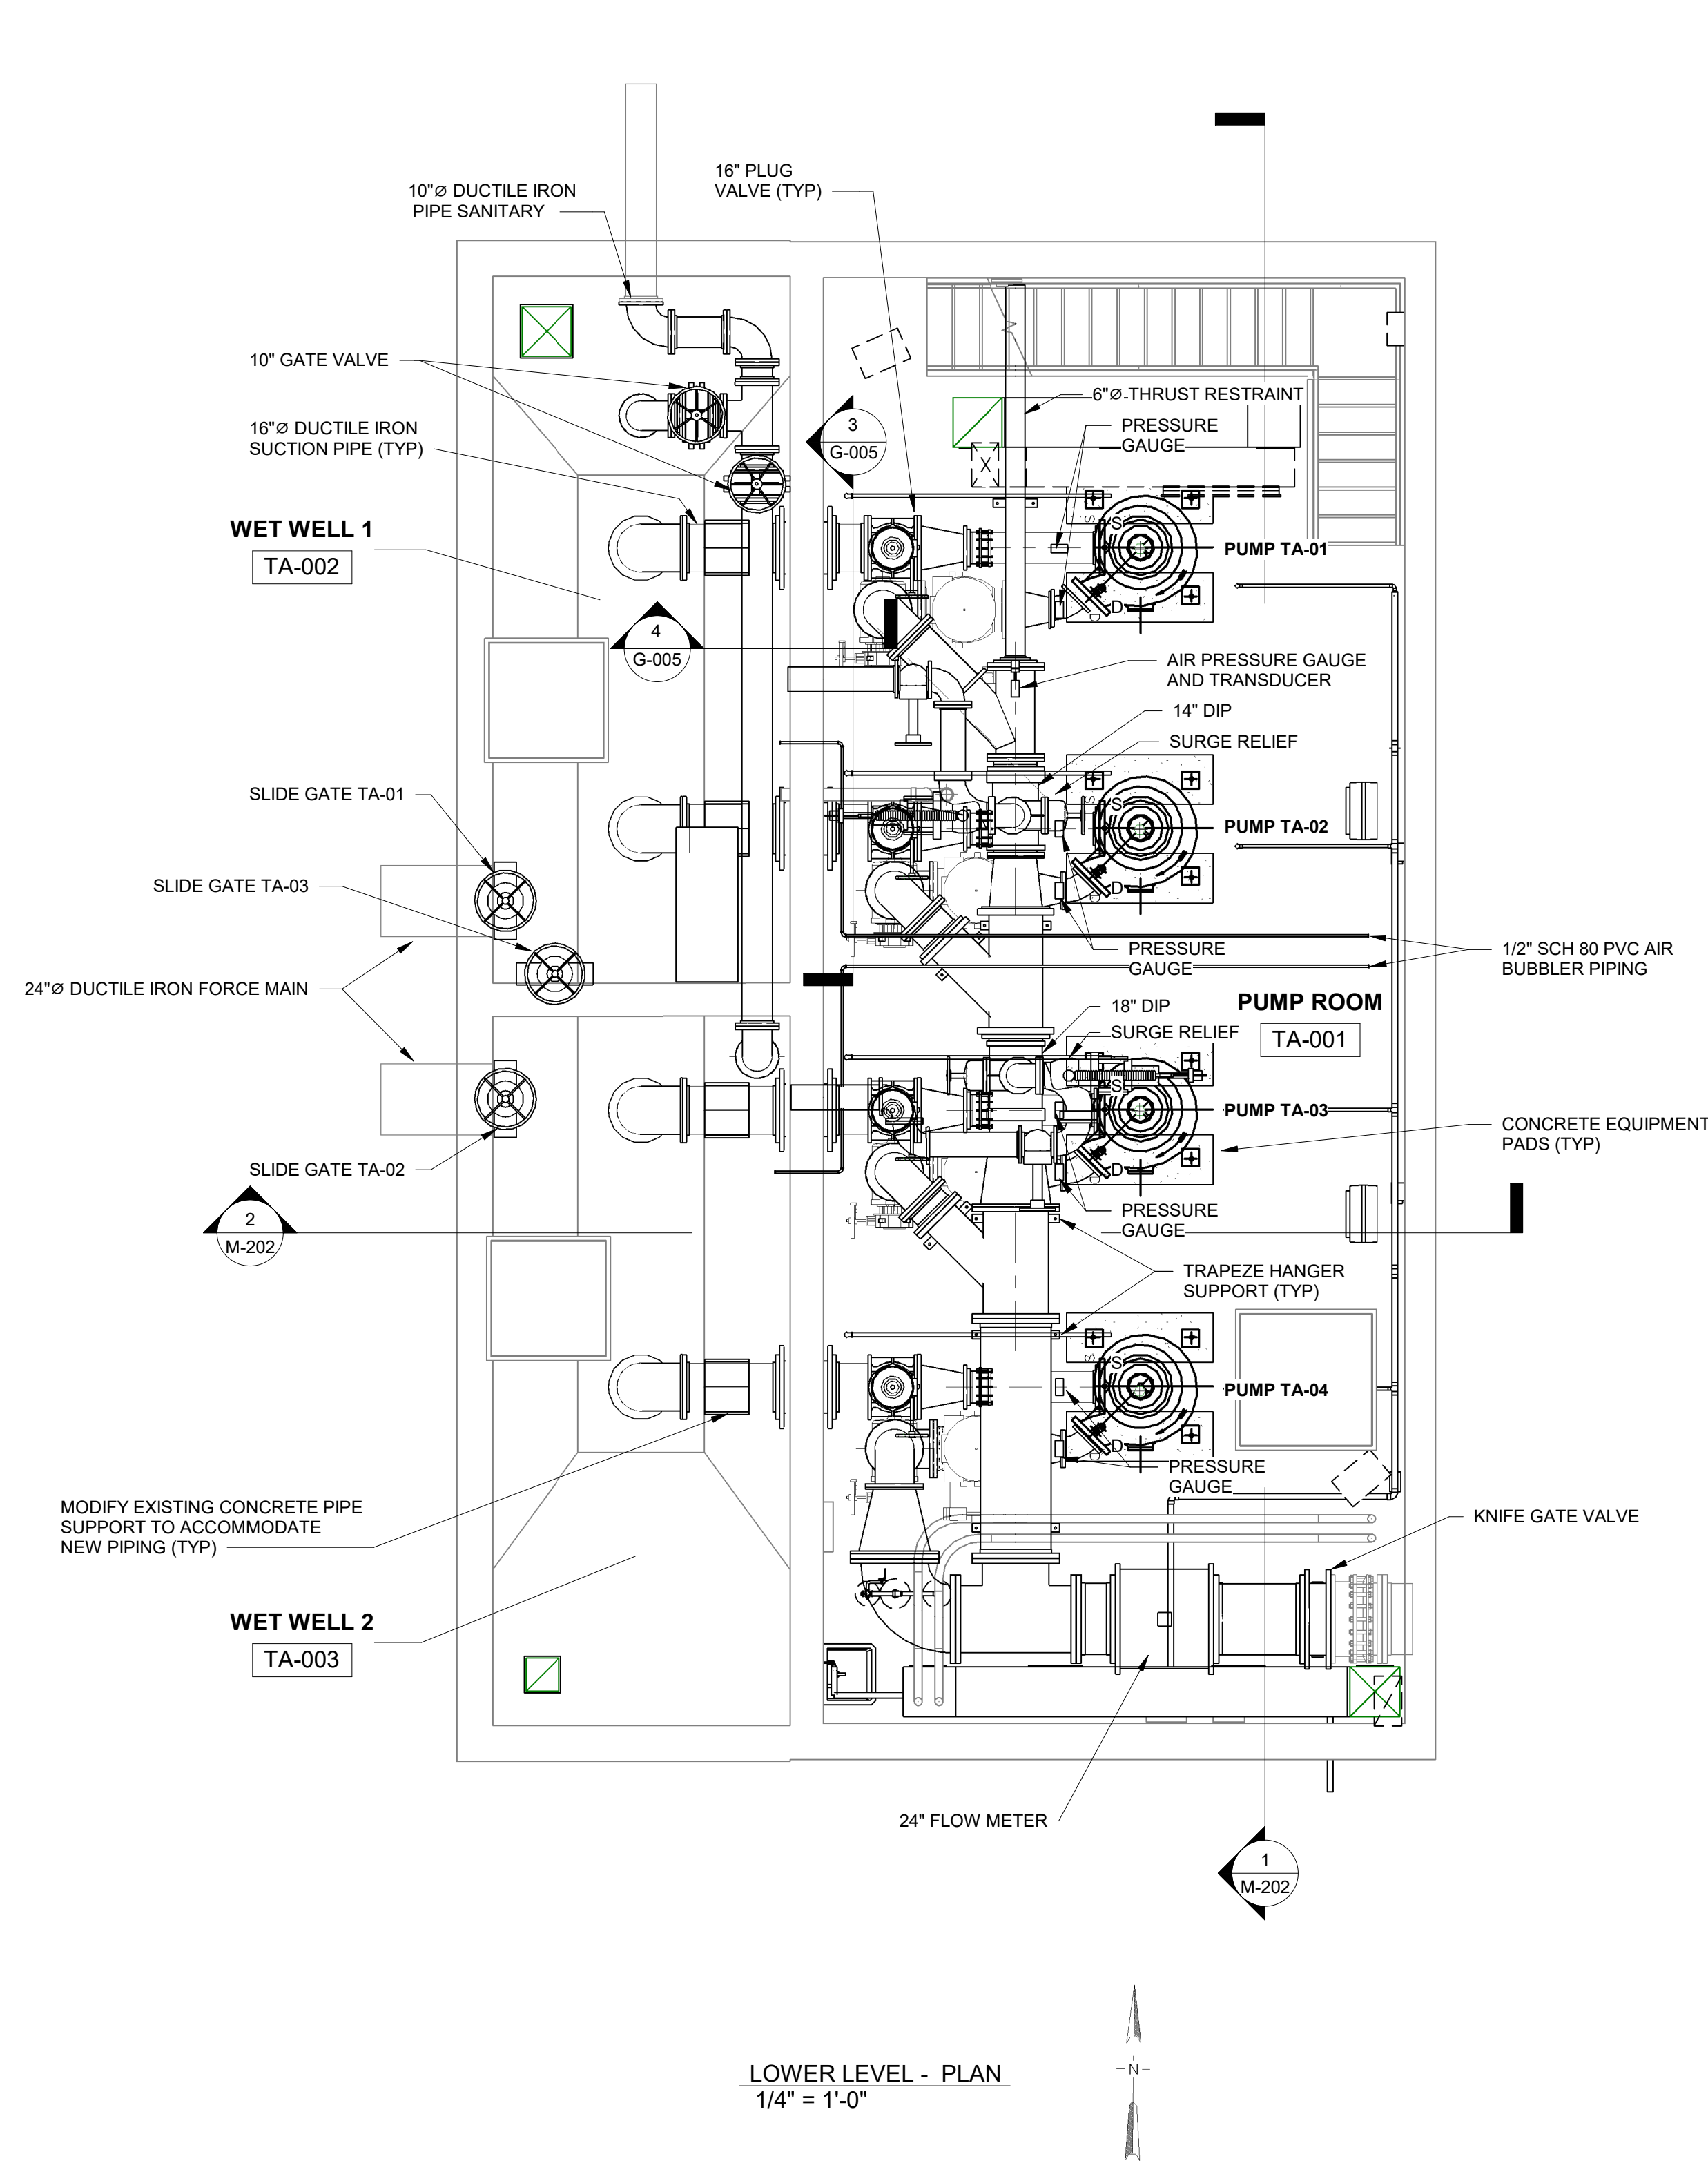 16" PLUG
VALVE (TYP)
10"Ø DUCTILE IRON
PIPE SANITARY
10" GATE VALVE
16"Ø DUCTILE IRON
SUCTION PIPE (TYP)
3
G-005
6"Ø THRUST RESTRAINT
PRESSURE
GAUGE
X
WET WELL 1
TA-002
S
S
D
D
PUMP TA-01
4
G-005
AIR PRESSURE GAUGE
AND TRANSDUCER
14" DIP
SURGE RELIEF
SLIDE GATE TA-01
S
S
D
D
PUMP TA-02
SLIDE GATE TA-03
PRESSURE
GAUGE
1/2" SCH 80 PVC AIR
BUBBLER PIPING
24"Ø DUCTILE IRON FORCE MAIN
18" DIP
SURGE RELIEF
PUMP ROOM
TA-001
S
D
D
PUMP TA-03
CONCRETE EQUIPMENT
PADS (TYP)
SLIDE GATE TA-02
2
M-202
PRESSURE
GAUGE
TRAPEZE HANGER
SUPPORT (TYP)
S
S
D
D
PUMP TA-04
PRESSURE
GAUGE
MODIFY EXISTING CONCRETE PIPE
SUPPORT TO ACCOMMODATE
NEW PIPING (TYP)
KNIFE GATE VALVE
WET WELL 2
TA-003
24" FLOW METER
1
M-202
LOWER LEVEL - PLAN
1/4" = 1'-0"
N